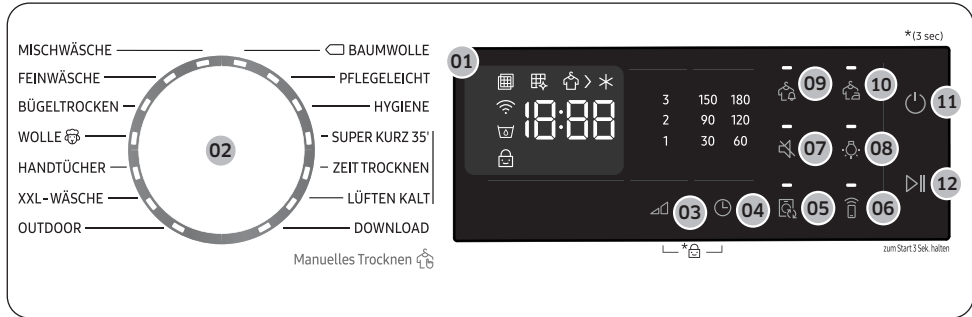 MISCHWÄSCHE
FEINWÄSCHE
BÜGELTROCKEN
WOLLE
HANDTÜCHER
XXL-WÄSCHE
OUTDOOR
02
BAUMWOLLE
PFLEGELEICHT
HYGIENE
SUPER KURZ 35'
ZEIT TROCKNEN
LÜFTEN KALT
DOWNLOAD
Manuelles Trocknen
*(3 sec)
01
18:88
3 150 180
2 90 120
1 30 60
09
10
11
07
08
12
03
04
05
06
*
zum Start 3 Sek. halten